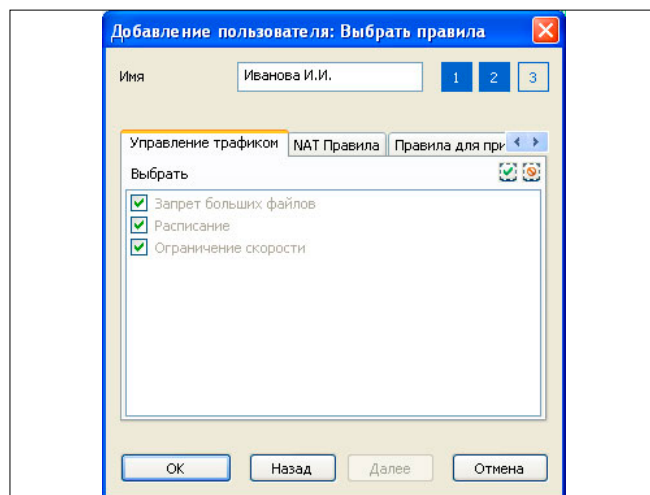 Добавление пользователя: Выбрать правила
Имя
Иванова И.И.
1 2 3
Управление трафиком NAT Правила Правила для при
Выбрать
Запрет больших файлов
Расписание
Ограничение скорости
OK Назад Далее Отмена